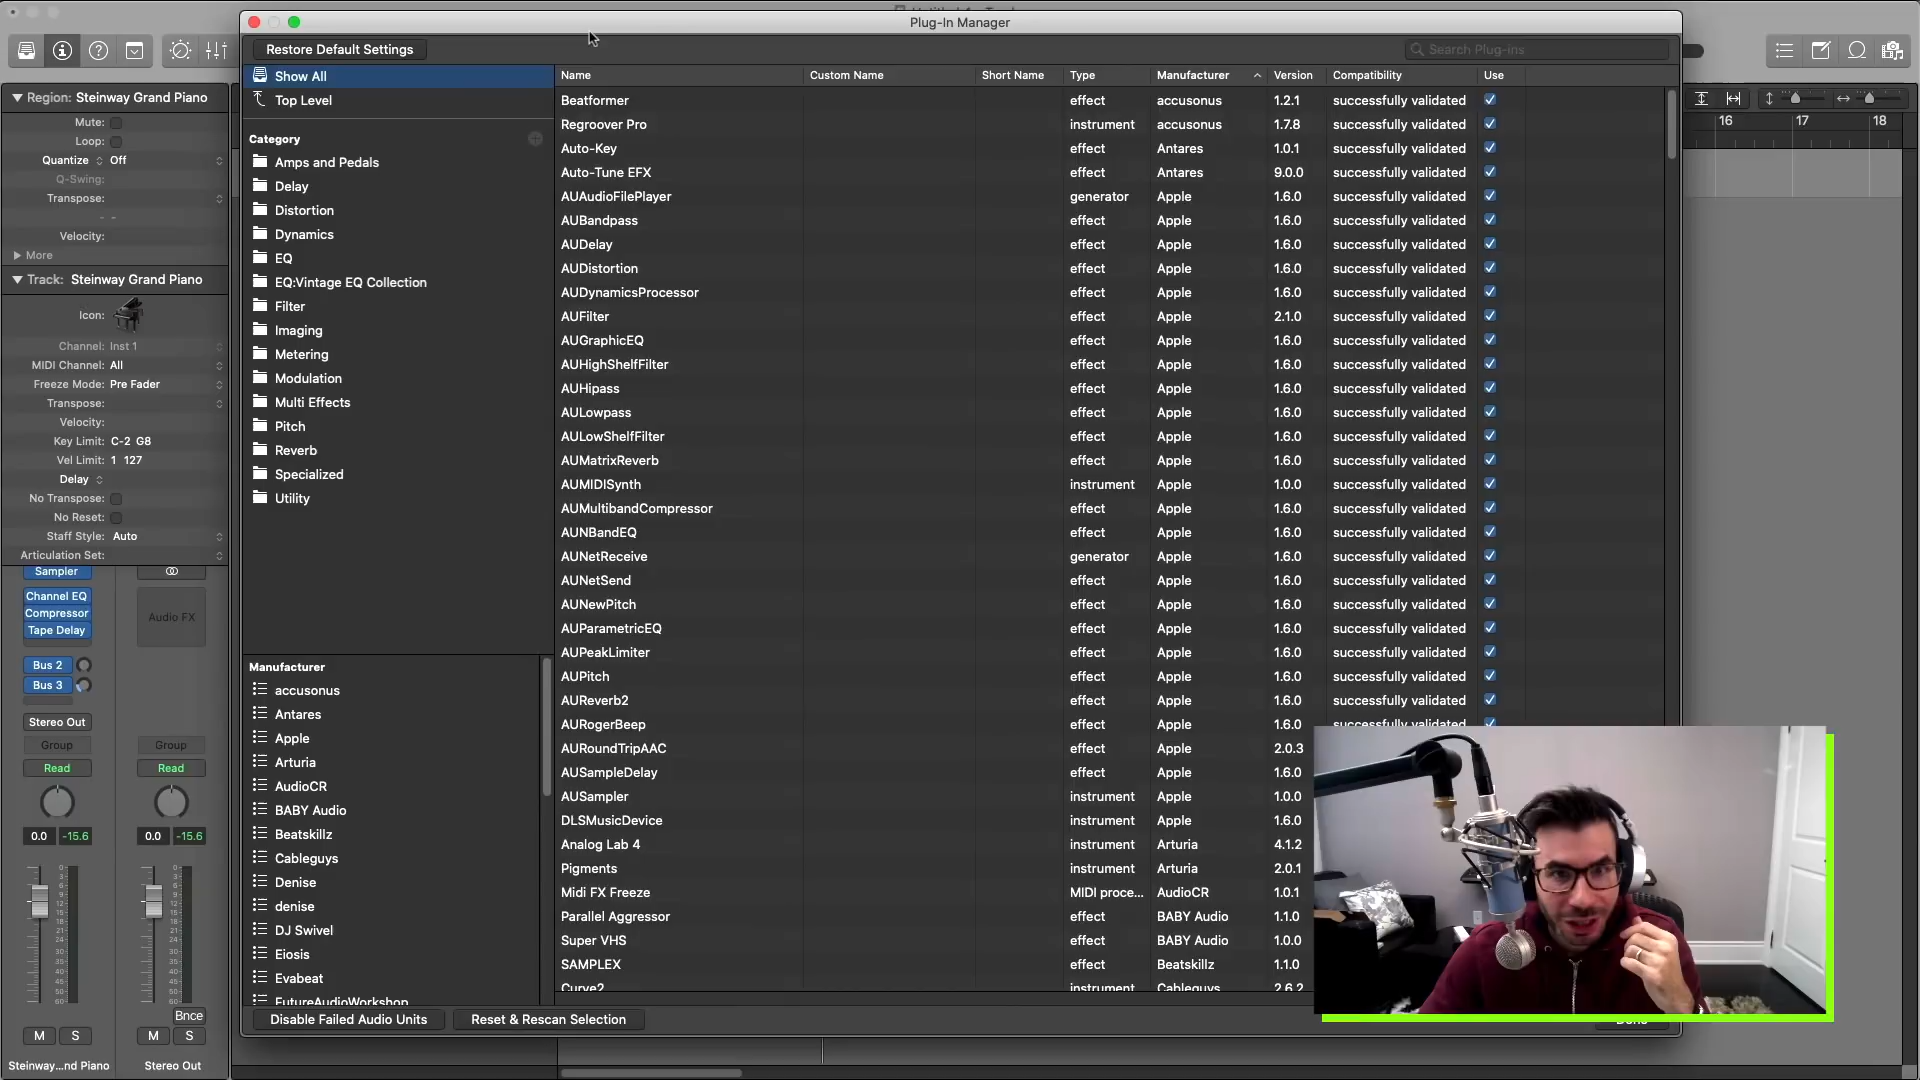 Plug-In Manager
Restore Default Settings
Search Plug-ins
Show All
Top Level
Category
Amps and Pedals
Delay
Distortion
Dynamics
EQ
EQ:Vintage EQ Collection
Filter
Imaging
Metering
Modulation
Multi Effects
Pitch
Reverb
Specialized
Utility
Manufacturer
accusonus
Antares
Apple
Arturia
AudioCR
BABY Audio
Beatskillz
Cableguys
Denise
denise
DJ Swivel
Eiosis
Evabeat
FutureAudioWorkshop
Name Custom Name Short Name Type Manufacturer Version Compatibility Use
Beatformer effect accusonus 1.2.1 successfully validated
Regroover Pro instrument accusonus 1.7.8 successfully validated
Auto-Key effect Antares 1.0.1 successfully validated
Auto-Tune EFX effect Antares 9.0.0 successfully validated
AUAudioFilePlayer generator Apple 1.6.0 successfully validated
AUBandpass effect Apple 1.6.0 successfully validated
AUDelay effect Apple 1.6.0 successfully validated
AUDistortion effect Apple 1.6.0 successfully validated
AUDynamicsProcessor effect Apple 1.6.0 successfully validated
AUFilter effect Apple 2.1.0 successfully validated
AUGraphicEQ effect Apple 1.6.0 successfully validated
AUHighShelfFilter effect Apple 1.6.0 successfully validated
AUHipass effect Apple 1.6.0 successfully validated
AULowpass effect Apple 1.6.0 successfully validated
AULowShelfFilter effect Apple 1.6.0 successfully validated
AUMatrixReverb effect Apple 1.6.0 successfully validated
AUMIDISynth instrument Apple 1.0.0 successfully validated
AUMultibandCompressor effect Apple 1.6.0 successfully validated
AUNBandEQ effect Apple 1.6.0 successfully validated
AUNetReceive generator Apple 1.6.0 successfully validated
AUNetSend effect Apple 1.6.0 successfully validated
AUNewPitch effect Apple 1.6.0 successfully validated
AUParametricEQ effect Apple 1.6.0 successfully validated
AUPeakLimiter effect Apple 1.6.0 successfully validated
AUPitch effect Apple 1.6.0 successfully validated
AUReverb2 effect Apple 1.6.0 successfully validated
AURogerBeep effect Apple 1.6.0 successfully validated
AURoundTripAAC effect Apple 2.0.3
AUSampleDelay effect Apple 1.6.0
AUSampler instrument Apple 1.0.0
DLSMusicDevice instrument Apple 1.6.0
Analog Lab 4 instrument Arturia 4.1.2
Pigments instrument Arturia 2.0.1
Midi FX Freeze MIDI proce... AudioCR 1.0.1
Parallel Aggressor effect BABY Audio 1.1.0
Super VHS effect BABY Audio 1.0.0
SAMPLEX effect Beatskillz 1.1.0
Curve2 instrument Cableguys 2.6.2
Disable Failed Audio Units Reset & Rescan Selection Done
Region: Steinway Grand Piano
Mute:
Loop:
Quantize Off
Q-Swing:
Transpose:
- -
Velocity:
More
Track: Steinway Grand Piano
Icon:
Channel: Inst 1
MIDI Channel: All
Freeze Mode: Pre Fader
Transpose:
Velocity:
Key Limit: C-2 G8
Vel Limit: 1 127
Delay
No Transpose:
No Reset:
Staff Style: Auto
Articulation Set:
Sampler
Channel EQ
Compressor Audio FX
Tape Delay
Bus 2
Bus 3
Stereo Out
Group Group
Read Read
0.0 -15.6 0.0 -15.6
Bnce
M S M S
Steinway...nd Piano Stereo Out
16 17 18